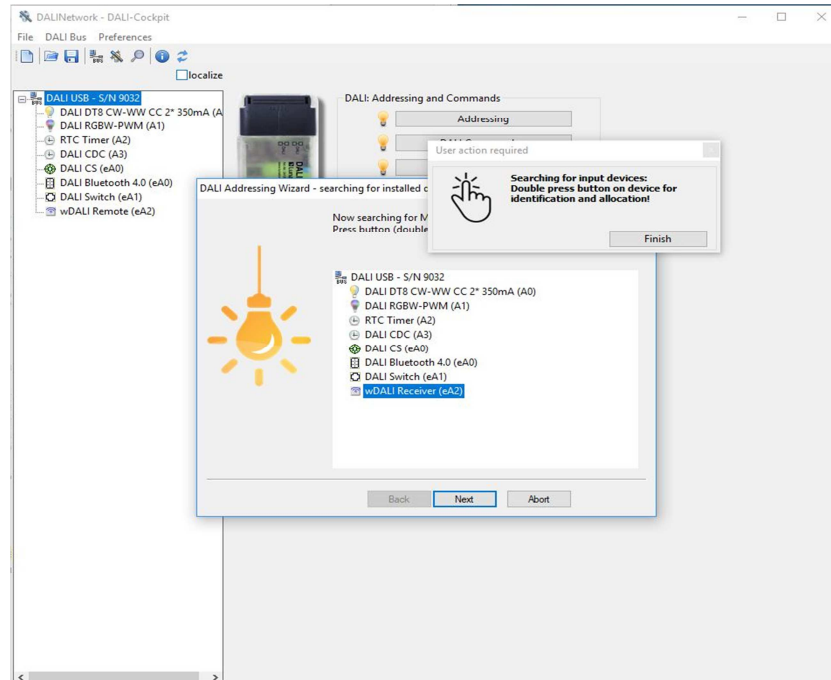 DALINetwork - DALI-Cockpit
File DALI Bus Preferences
localize
DALI USB - S/N 9032
DALI DT8 CW-WW CC 2* 350mA (A
DALI RGBW-PWM (A1)
RTC Timer (A2)
DALI CDC (A3)
DALI CS (eA0)
DALI Bluetooth 4.0 (eA0)
DALI Switch (eA1)
wDALI Remote (eA2)
DALI: Addressing and Commands
Addressing
User action required
Searching for input devices:
Double press button on device for
identification and allocation!
Finish
DALI Addressing Wizard - searching for installed
Now searching for M
Press button (double
DALI USB - S/N 9032
DALI DT8 CW-WW CC 2* 350mA (A0)
DALI RGBW-PWM (A1)
RTC Timer (A2)
DALI CDC (A3)
DALI CS (eA0)
DALI Bluetooth 4.0 (eA0)
DALI Switch (eA1)
wDALI Receiver (eA2)
Back Next Abort